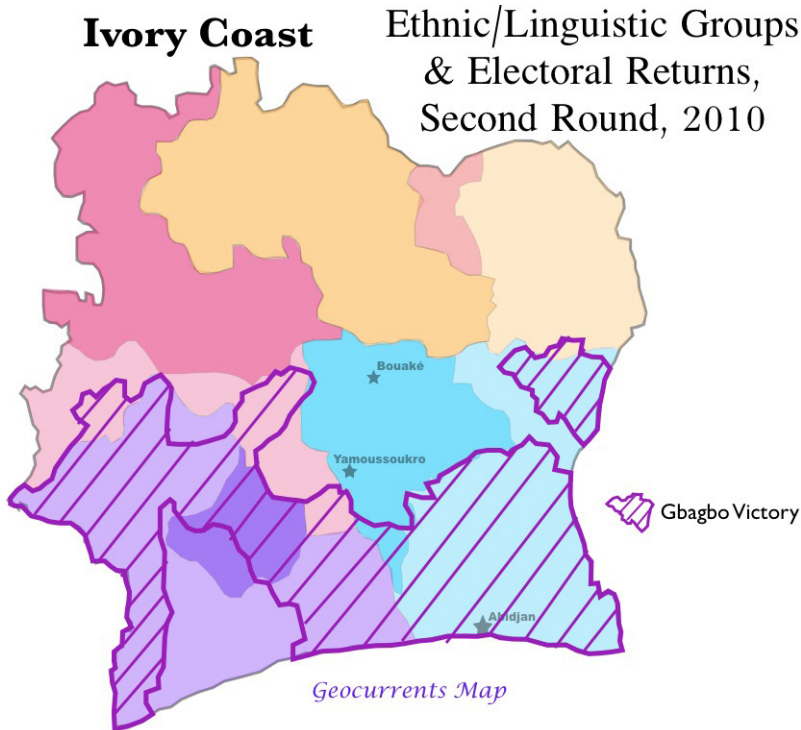 Ivory Coast
Ethnic/Linguistic Groups
& Electoral Returns,
Second Round, 2010
Bouaké
Yamoussoukro
Gbagbo Victory
Abidjan
Geocurrents Map